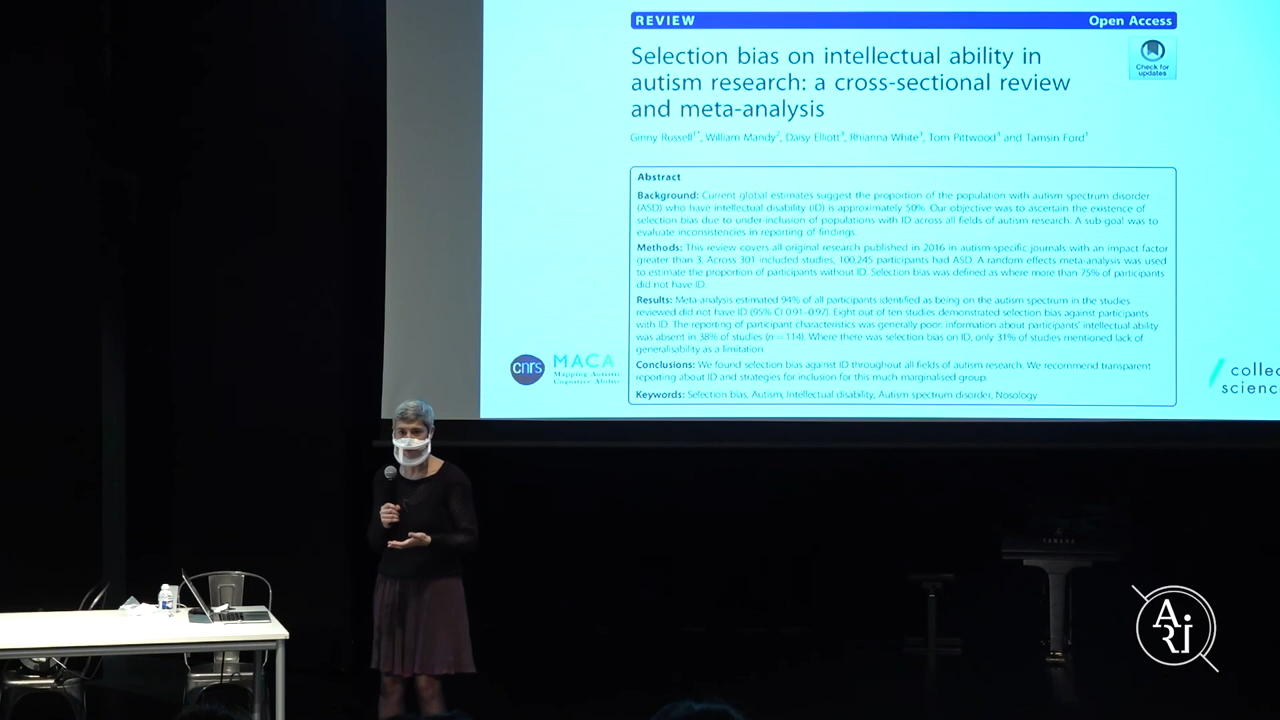 REVIEW Open Access
Selection bias on intellectual ability in
autism research: a cross-sectional review
and meta-analysis
Check for
updates
Ginny Russell1*, William Mandy2, Daisy Elliott3, Rhianna White3, Tom Pittwood4 and Tamsin Ford1
Abstract
Background: Current global estimates suggest the proportion of the population with autism spectrum disorder
(ASD) who have intellectual disability (ID) is approximately 50%. Our objective was to ascertain the existence of
selection bias due to under-inclusion of populations with ID across all fields of autism research. A sub-goal was to
evaluate inconsistencies in reporting of findings.
Methods: This review covers all original research published in 2016 in autism-specific journals with an impact factor
greater than 3. Across 301 included studies, 100,245 participants had ASD. A random effects meta-analysis was used
to estimate the proportion of participants without ID. Selection bias was defined as where more than 75% of participants
did not have ID.
Results: Meta-analysis estimated 94% of all participants identified as being on the autism spectrum in the studies
reviewed did not have ID (95% CI 0.91–0.97). Eight out of ten studies demonstrated selection bias against participants
with ID. The reporting of participant characteristics was generally poor: information about participants' intellectual ability
was absent in 38% of studies (n = 114). Where there was selection bias on ID, only 31% of studies mentioned lack of
generalisability as a limitation.
Conclusions: We found selection bias against ID throughout all fields of autism research. We recommend transparent
reporting about ID and strategies for inclusion for this much marginalised group.
Keywords: Selection bias, Autism, Intellectual disability, Autism spectrum disorder, Nosology
cnrs
MACA
Mapping Autistic
Cognitive Abilit
collec
scienc
YAMAHA
ARI